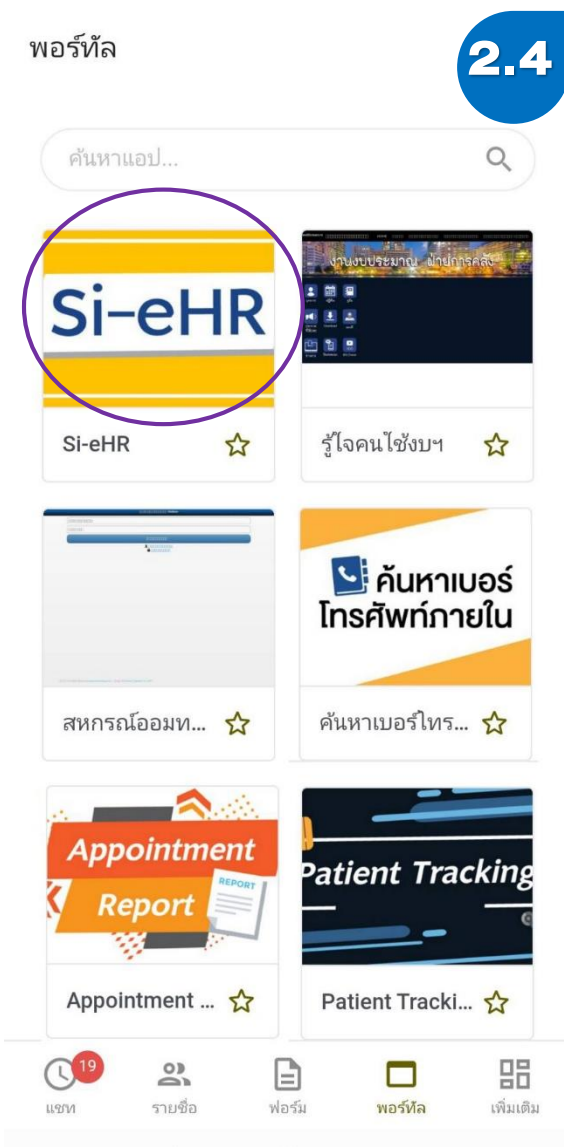 พอร์ทัล
2.4
ค้นหาแอป...
Si-eHR
งานงบประมาณ ฝ่ายการคลัง
Si-eHR
รู้ใจคนใช้งบฯ
ค้นหาเบอร์
โทรศัพท์ภายใน
สหกรณ์ออมท...
ค้นหาเบอร์โทร...
Appointment
Report
REPORT
Patient Tracking
Appointment ...
Patient Tracki...
19
แชท
รายชื่อ
ฟอร์ม
พอร์ทัล
เพิ่มเติม